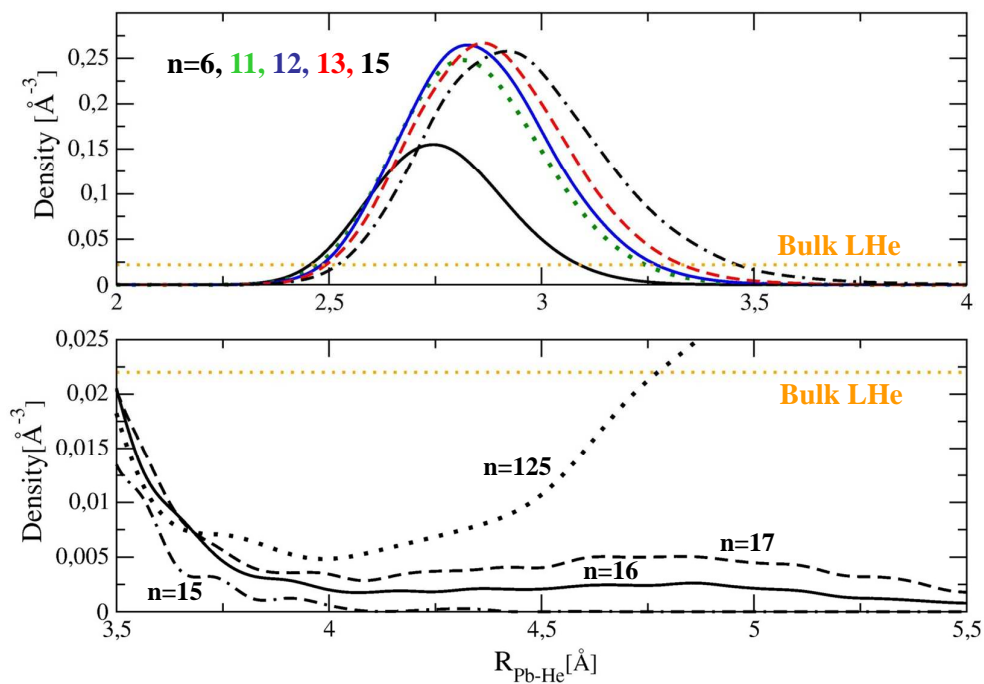 Density [Å⁻³]
0,25
0,2
0,15
0,1
0,05
0
n=6, 11, 12, 13, 15
Bulk LHe
2
2,5
3
3,5
4
Density[Å⁻³]
0,025
0,02
0,015
0,01
0,005
0
Bulk LHe
n=125
n=17
n=16
n=15
3,5
4
4,5
5
5,5
R_Pb-He[Å]